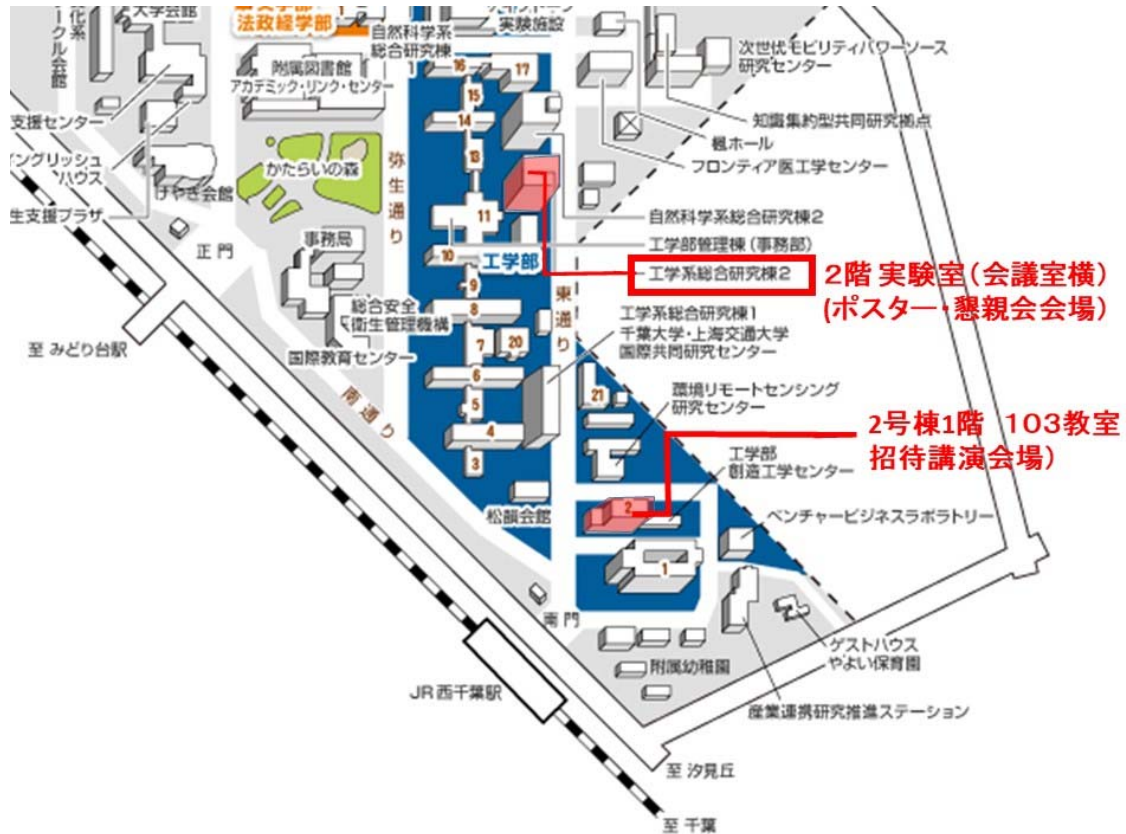 大学会館
法政経学部
自然科学系
総合研究棟
実験施設
附属図書館
アカデミック・リンク・センター
次世代モビリティパワーソース
研究センター
知識集約型共同研究拠点
楓ホール
フロンティア医工学センター
支援センター
ハウス
けやき会館
生支援プラザ
かたらいの森
弥生通り
16
17
15
14
13
11
10
9
8
7
20
6
5
4
3
21
2
1
自然科学系総合研究棟2
工学部管理棟(事務部)
工学系総合研究棟2
2階 実験室(会議室横)
(ポスター・懇親会会場)
正門
事務局
工学部
総合安全
衛生管理機構
国際教育センター
東通り
工学系総合研究棟1
千葉大学・上海交通大学
国際共同研究センター
至 みどり台駅
南通り
環境リモートセンシング
研究センター
2号棟1階 103教室
招待講演会場)
工学部
創造工学センター
松韻会館
ベンチャービジネスラボラトリー
南門
附属幼稚園
ゲストハウス
やよい保育園
JR西千葉駅
産業連携研究推進ステーション
至 汐見丘
至 千葉